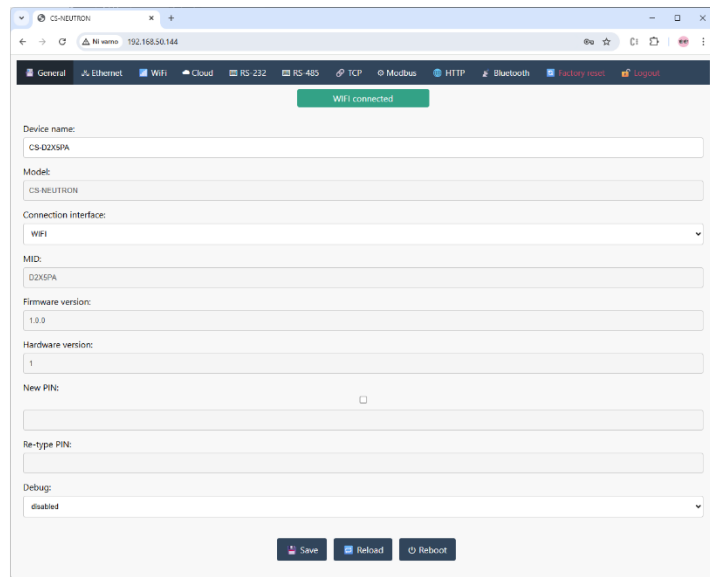 CS-NEUTRON
Ni varno 192.168.50.144
General Ethernet WiFi Cloud RS-232 RS-485 TCP Modbus HTTP Bluetooth Factory reset Logout
WIFI connected
Device name:
CS-D2X5PA
Model:
CS-NEUTRON
Connection interface:
WIFI
MID:
D2X5PA
Firmware version:
1.0.0
Hardware version:
1
New PIN:
Re-type PIN:
Debug:
disabled
Save Reload Reboot